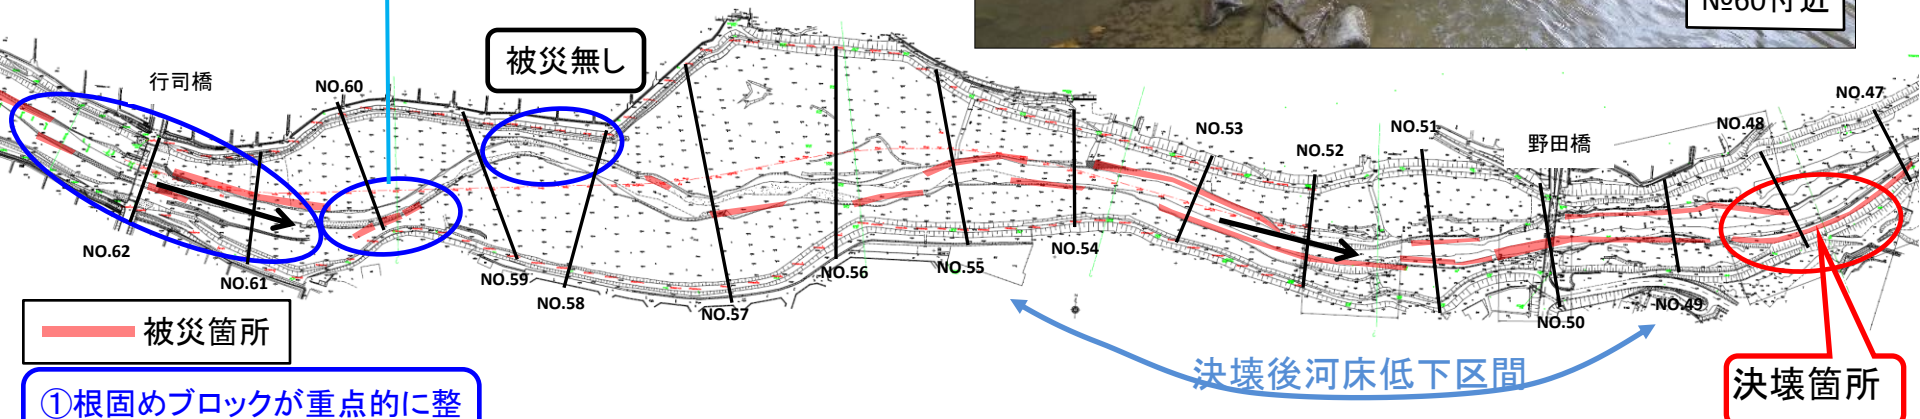 №60付近
被災無し
行司橋
NO.60
NO.47
NO.53
NO.51
NO.48
野田橋
NO.52
NO.62
NO.61
NO.59
NO.58
NO.57
NO.56
NO.55
NO.54
NO.49
NO.50
被災箇所
決壊後河床低下区間
決壊箇所
①根固めブロックが重点的に整